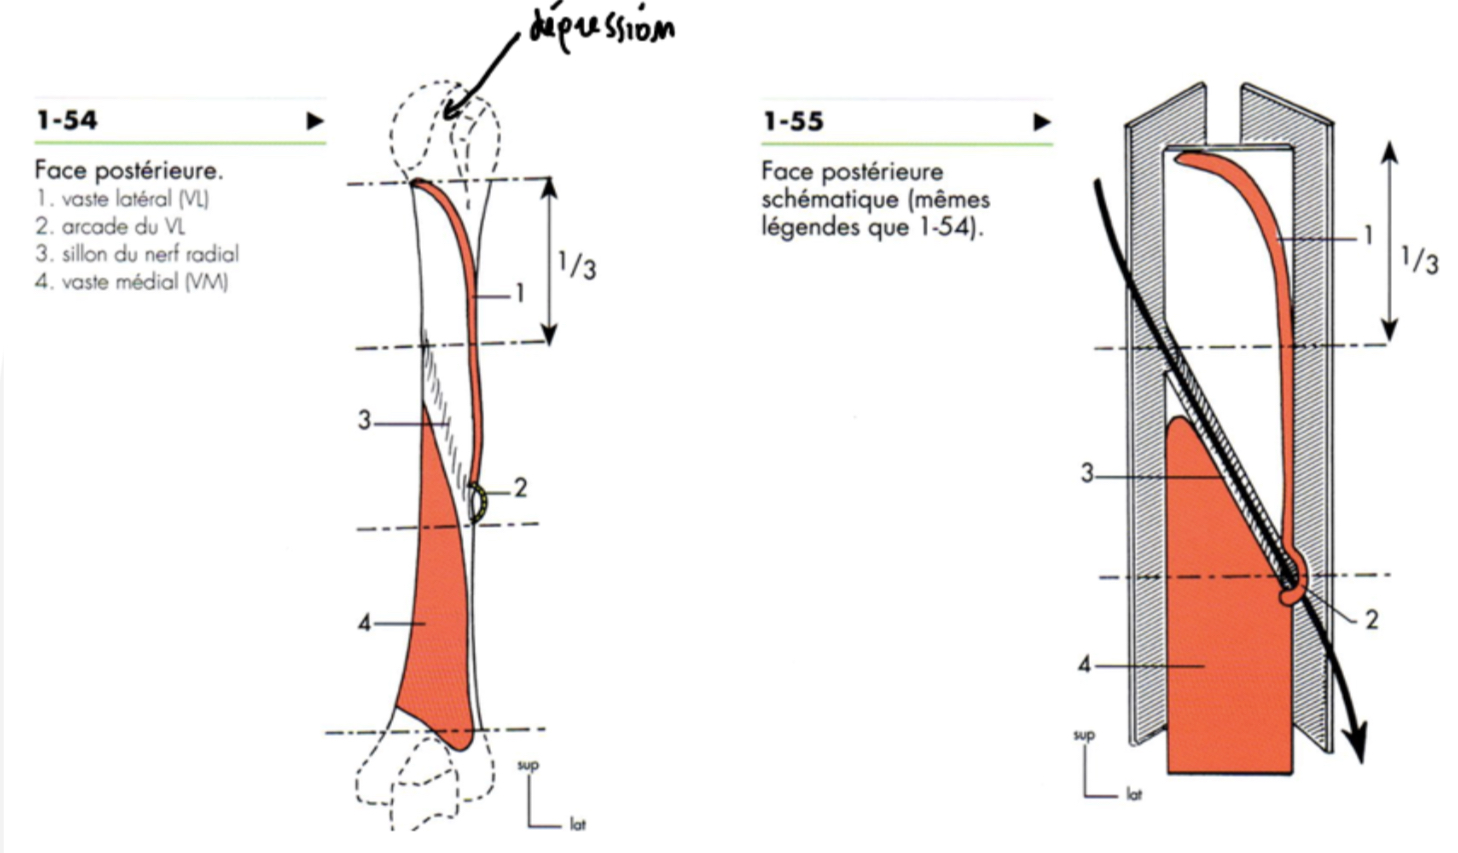 dépression
1-54
Face postérieure.
1. vaste latéral (VL)
2. arcade du VL
3. sillon du nerf radial
4. vaste médial (VM)
1/3
1
3
2
4
sup
lat
1-55
Face postérieure
schématique (mêmes
légendes que 1-54).
1
1/3
3
2
4
sup
lat